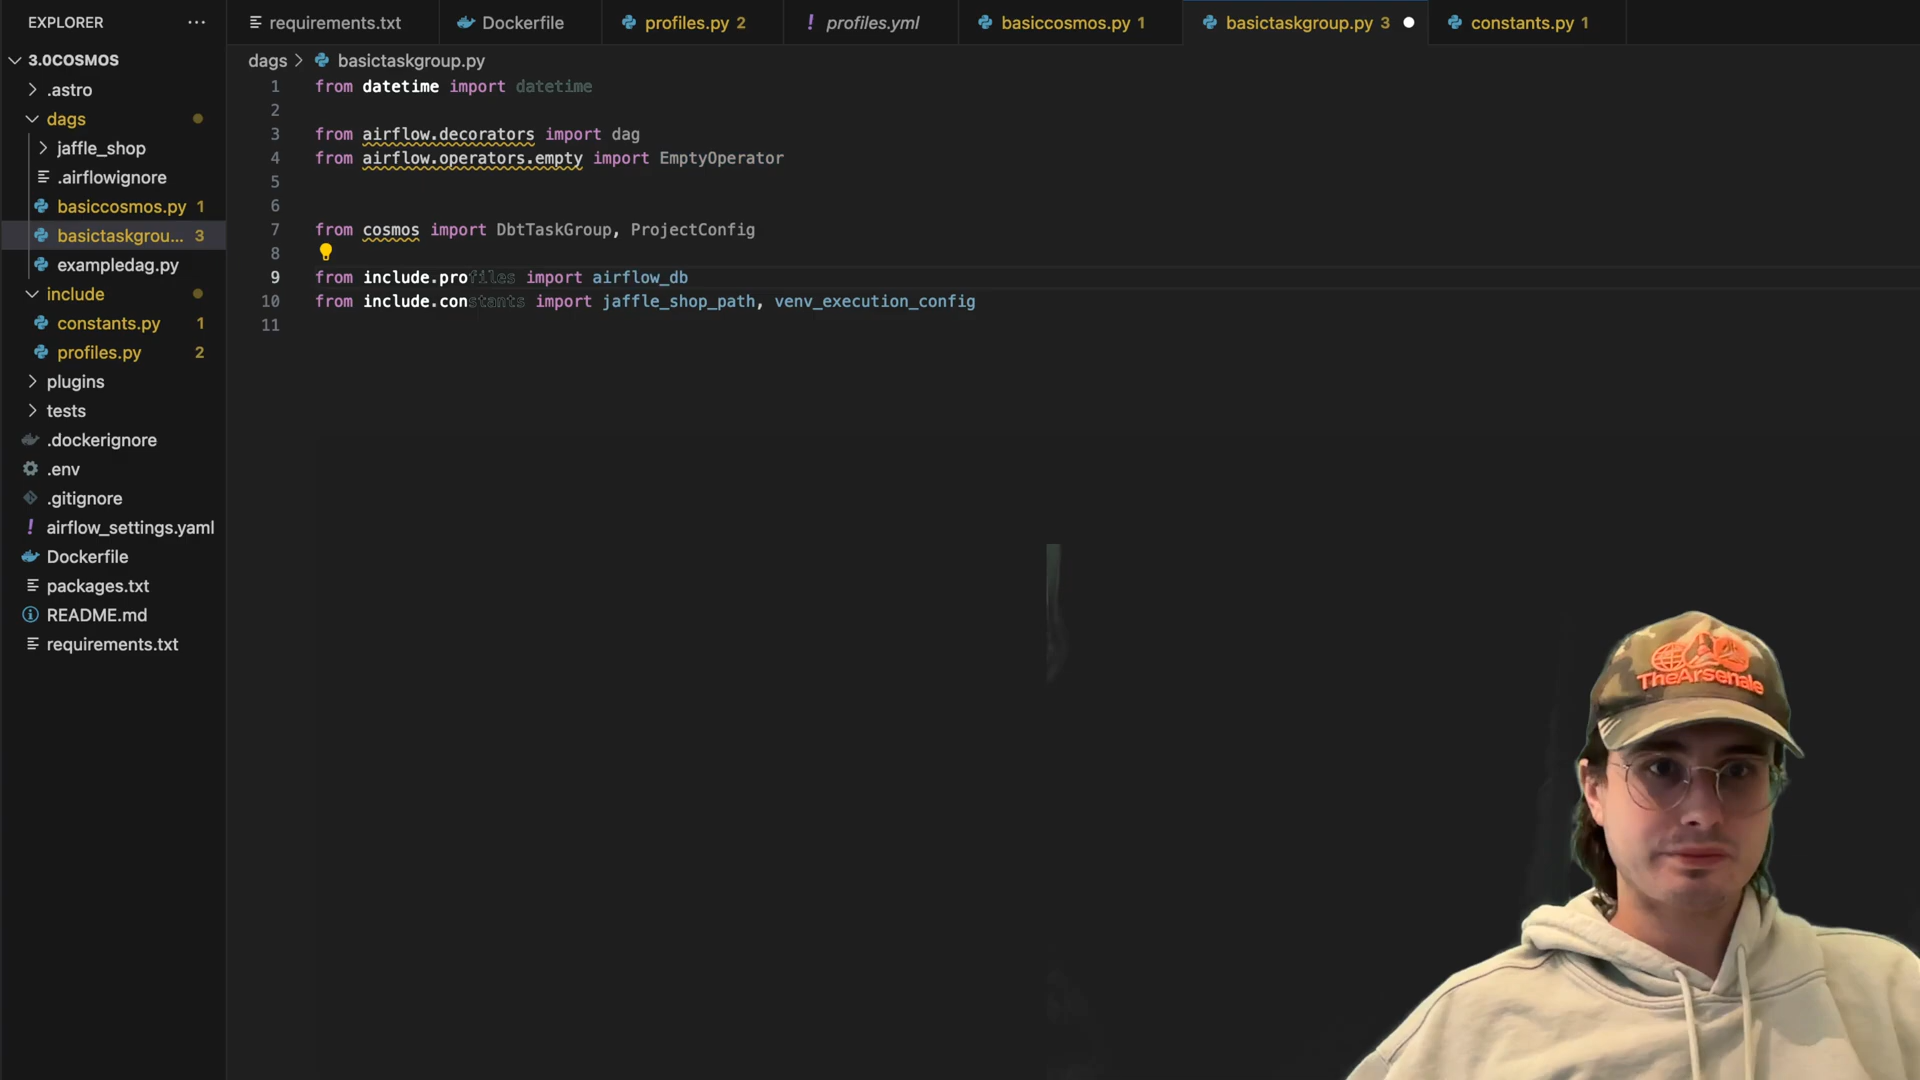 EXPLORER
3.0COSMOS
.astro
dags
jaffle_shop
.airflowignore
basiccosmos.py 1
basictaskgrou... 3
exampledag.py
include
constants.py 1
profiles.py 2
plugins
tests
.dockerignore
.env
.gitignore
airflow_settings.yaml
Dockerfile
packages.txt
README.md
requirements.txt
requirements.txt Dockerfile profiles.py 2 profiles.yml basiccosmos.py 1 basictaskgroup.py 3 constants.py 1
dags > basictaskgroup.py
1 from datetime import datetime
2
3 from airflow.decorators import dag
4 from airflow.operators.empty import EmptyOperator
5
6
7 from cosmos import DbtTaskGroup, ProjectConfig
8
9 from include.profiles import airflow_db
10 from include.constants import jaffle_shop_path, venv_execution_config
11
TheArsenale